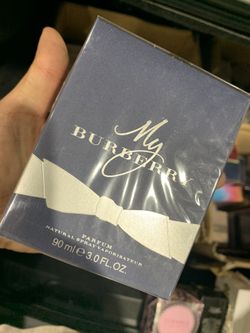 My
BURBERRY
PARFUM
NATURAL SPRAY VAPORISATEUR
90 ml ℮ 3.0 FL.OZ.